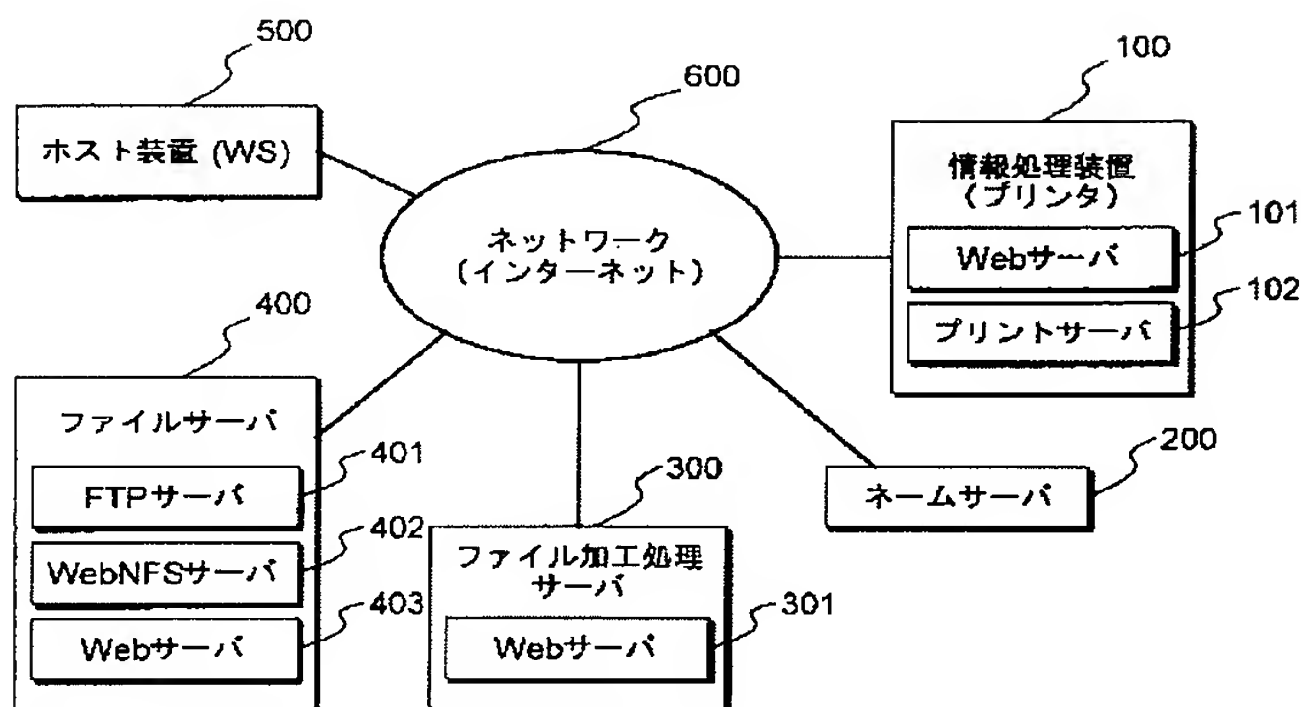 500
ホスト装置 (WS)
600
ネットワーク
(インターネット)
100
情報処理装置
(プリンタ)
Webサーバ
101
プリントサーバ
102
400
ファイルサーバ
FTPサーバ
401
WebNFSサーバ
402
Webサーバ
403
300
ファイル加工処理
サーバ
Webサーバ
301
200
ネームサーバ